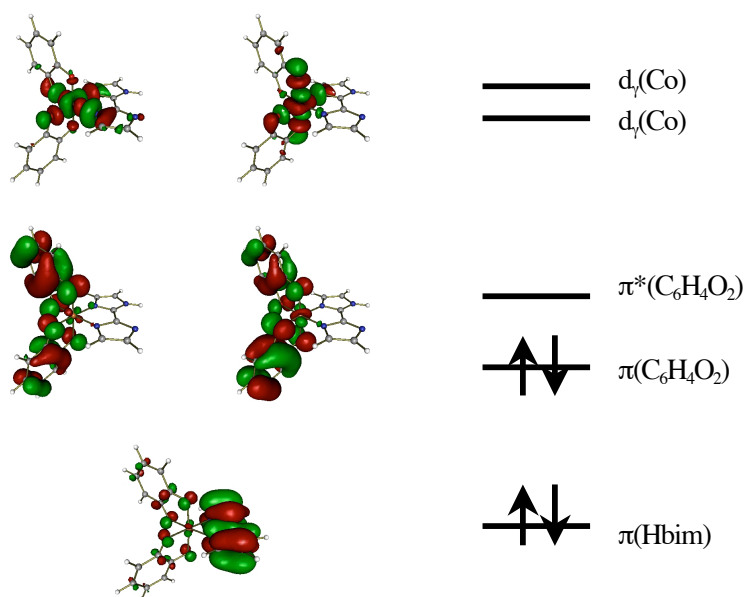 dᵧ(Co)
dᵧ(Co)
π*(C₆H₄O₂)
π(C₆H₄O₂)
π(Hbim)